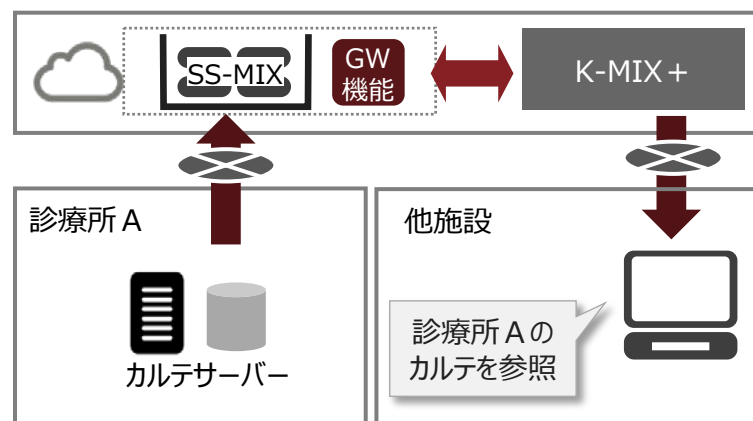 SS-MIX
GW
機能
K-MIX+
診療所A
カルテサーバー
他施設
診療所Aの
カルテを参照